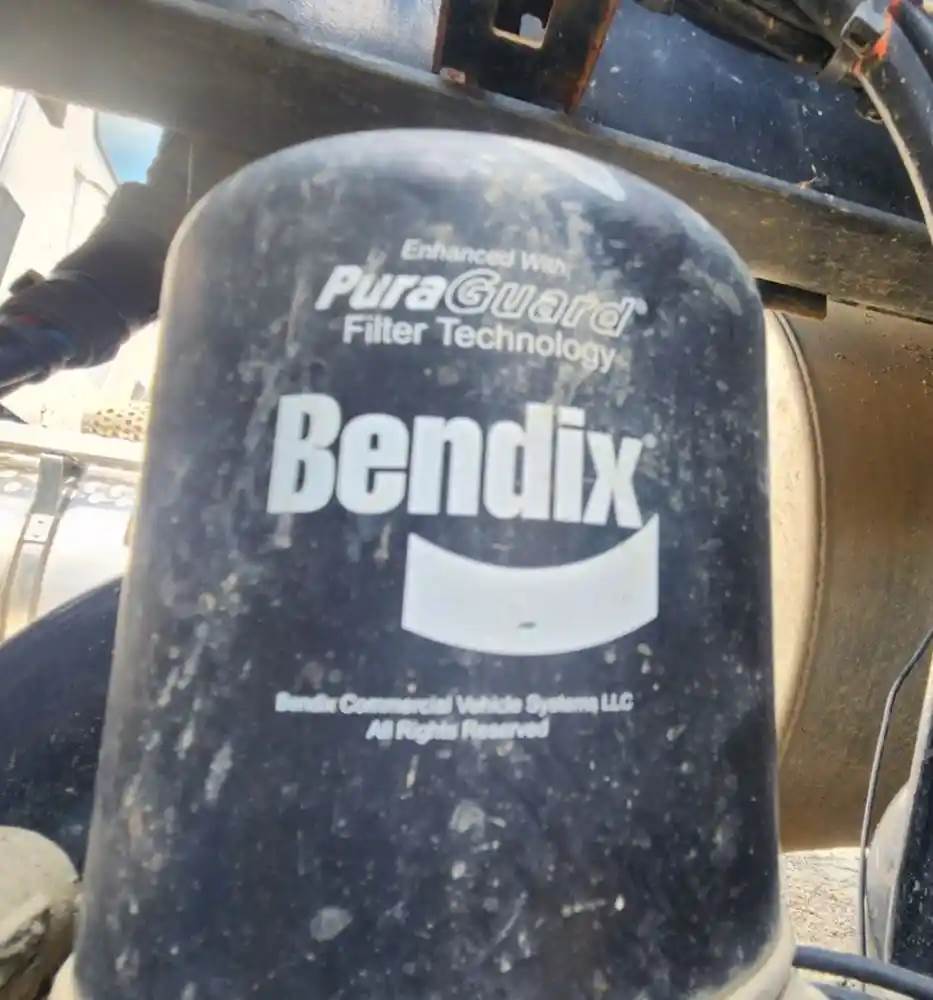 Enhanced With
PuraGuard®
Filter Technology
Bendix®
Bendix Commercial Vehicle Systems LLC
All Rights Reserved